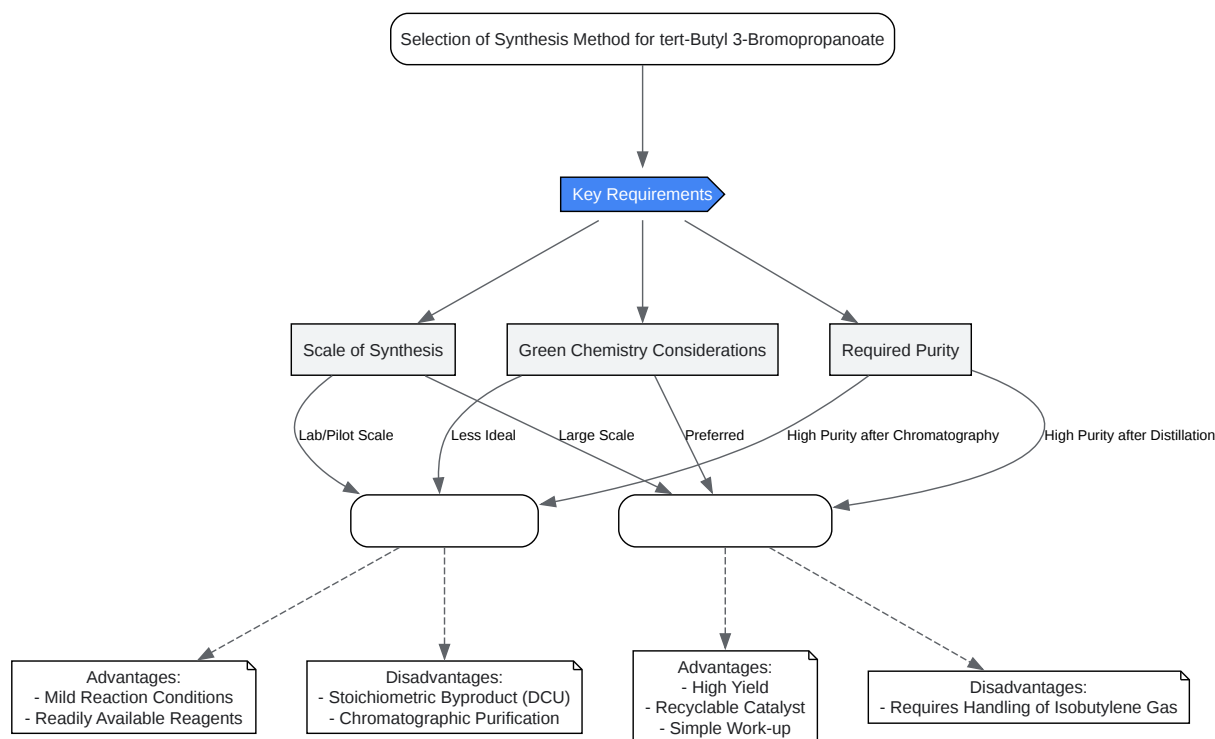 Selection of Synthesis Method for tert-Butyl 3-Bromopropanoate
Key Requirements
Scale of Synthesis
Green Chemistry Considerations
Required Purity
Lab/Pilot Scale
Less Ideal
Large Scale
Preferred
High Purity after Chromatography
High Purity after Distillation
Advantages:
- Mild Reaction Conditions
- Readily Available Reagents
Disadvantages:
- Stoichiometric Byproduct (DCU)
- Chromatographic Purification
Advantages:
- High Yield
- Recyclable Catalyst
- Simple Work-up
Disadvantages:
- Requires Handling of Isobutylene Gas